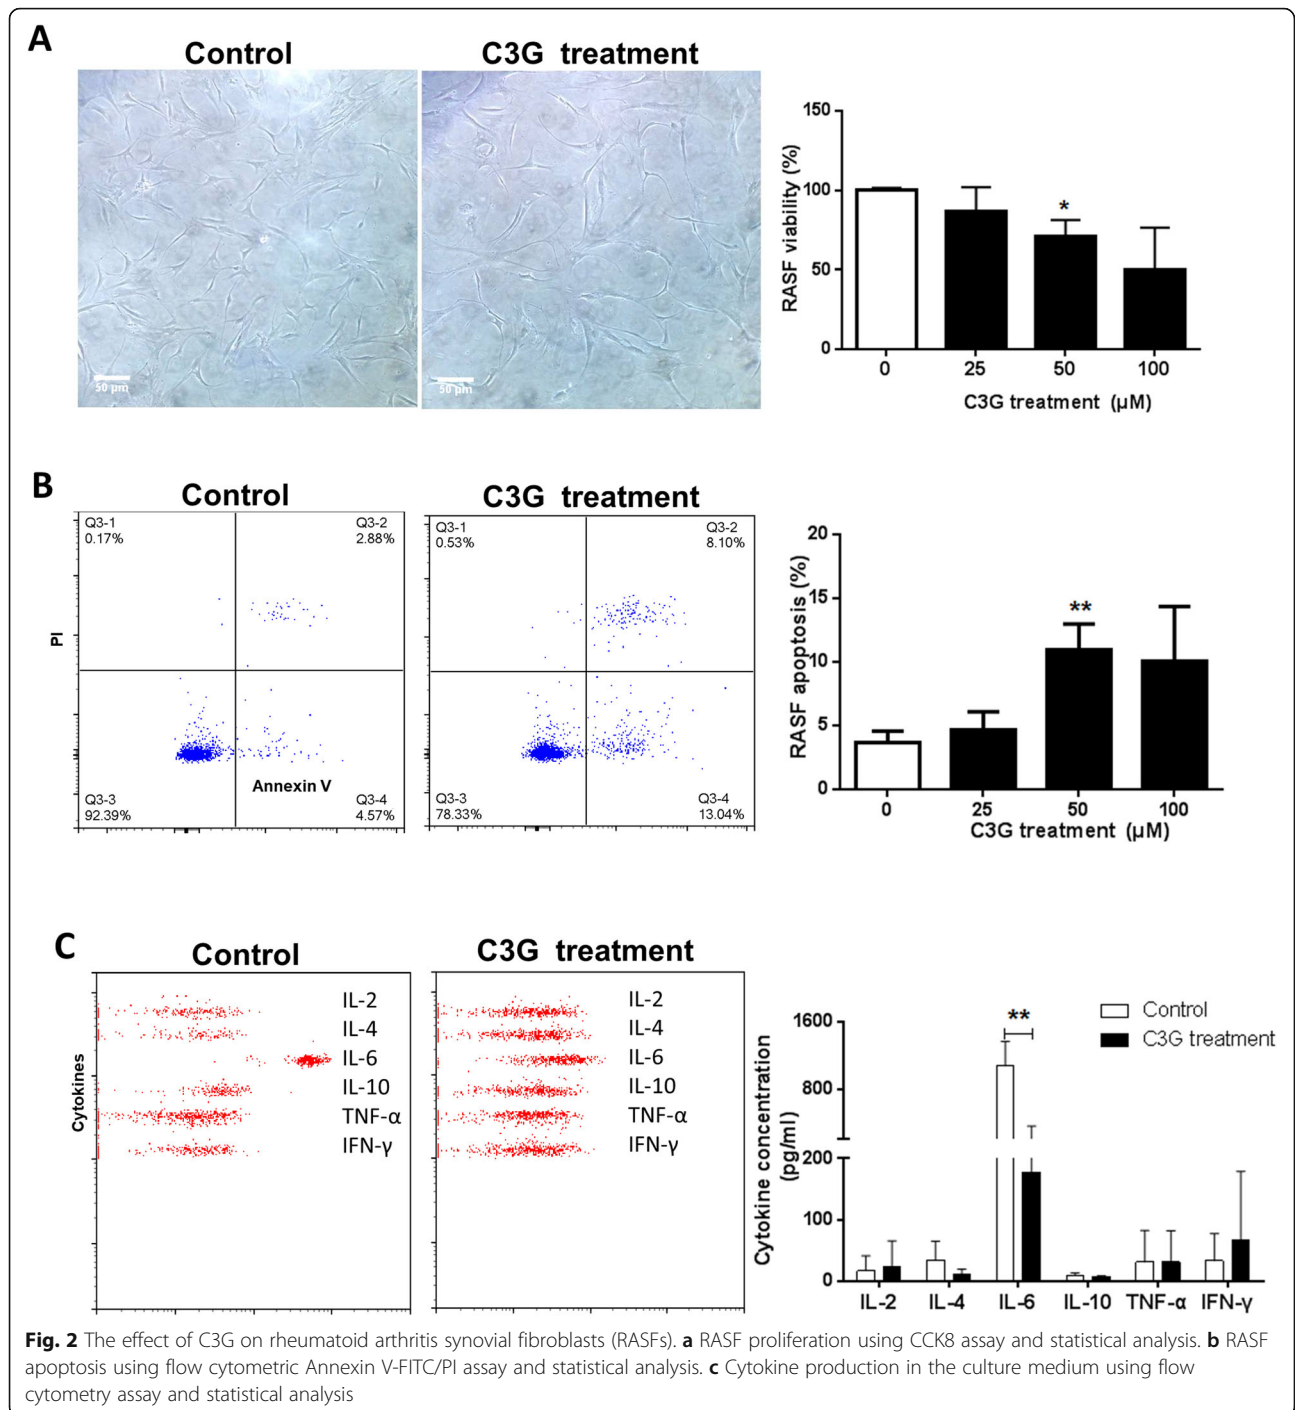 A
Control
C3G treatment
50 µm
50 µm
RASF viability (%)
150
100
50
0
*
0 25 50 100
C3G treatment (µM)
B
Control
C3G treatment
PI
Q3-1
0.17%
Q3-2
2.88%
Q3-3
92.39%
Annexin V
Q3-4
4.57%
Q3-1
0.53%
Q3-2
8.10%
Q3-3
78.33%
Q3-4
13.04%
RASF apoptosis (%)
20
15
10
5
0
**
0 25 50 100
C3G treatment (µM)
C
Control
C3G treatment
Cytokines
IL-2
IL-4
IL-6
IL-10
TNF-α
IFN-γ
IL-2
IL-4
IL-6
IL-10
TNF-α
IFN-γ
Cytokine concentration
(pg/ml)
1600
800
200
100
0
**
Control
C3G treatment
IL-2 IL-4 IL-6 IL-10 TNF-α IFN-γ
Fig. 2 The effect of C3G on rheumatoid arthritis synovial fibroblasts (RASFs). a RASF proliferation using CCK8 assay and statistical analysis. b RASF
apoptosis using flow cytometric Annexin V-FITC/PI assay and statistical analysis. c Cytokine production in the culture medium using flow
cytometry assay and statistical analysis